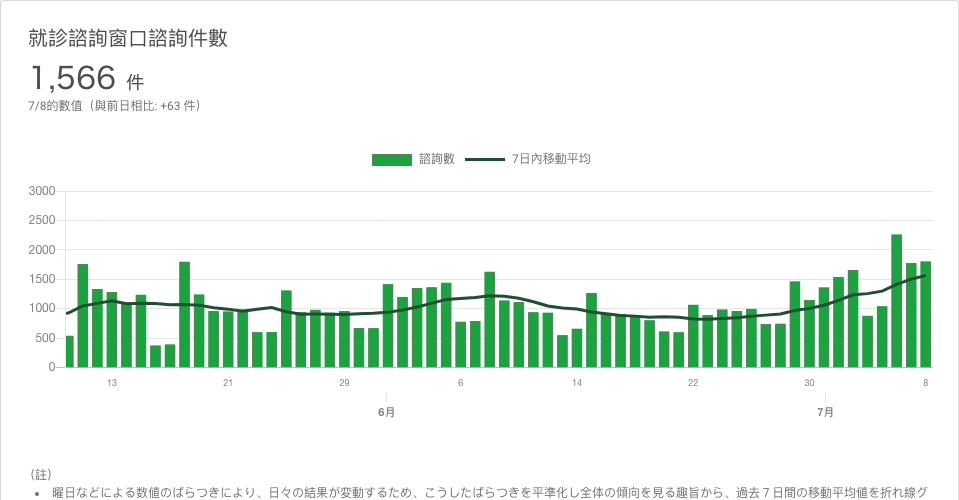 就診諮詢窗口諮詢件數
1,566 件
7/8的數值（與前日相比: +63 件）
諮詢數 7日內移動平均
3000
2500
2000
1500
1000
500
0
13 21 29 6 14 22 30 8
6月 7月
（註）
• 曜日などによる数値のばらつきにより、日々の結果が変動するため、こうしたばらつきを平準化し全体の傾向を見る趣旨から、過去７日間の移動平均値を折れ線グ